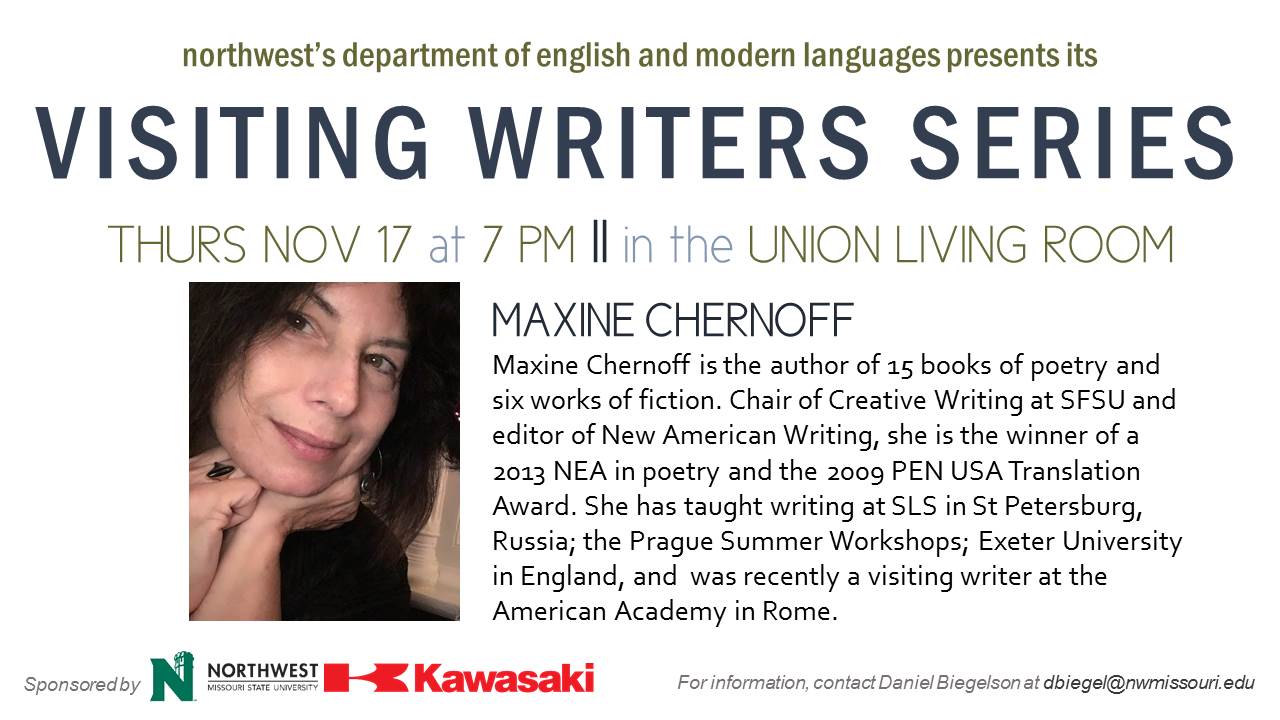 northwest’s department of english and modern languages presents its
VISITING WRITERS SERIES
THURS NOV 17 at 7 PM || in the UNION LIVING ROOM
MAXINE CHERNOFF
Maxine Chernoff is the author of 15 books of poetry and
six works of fiction. Chair of Creative Writing at SFSU and
editor of New American Writing, she is the winner of a
2013 NEA in poetry and the 2009 PEN USA Translation
Award. She has taught writing at SLS in St Petersburg,
Russia; the Prague Summer Workshops; Exeter University
in England, and  was recently a visiting writer at the
American Academy in Rome.
Sponsored by N NORTHWEST Kawasaki
MISSOURI STATE UNIVERSITY
For information, contact Daniel Biegelson at dbiegel@nwmissouri.edu